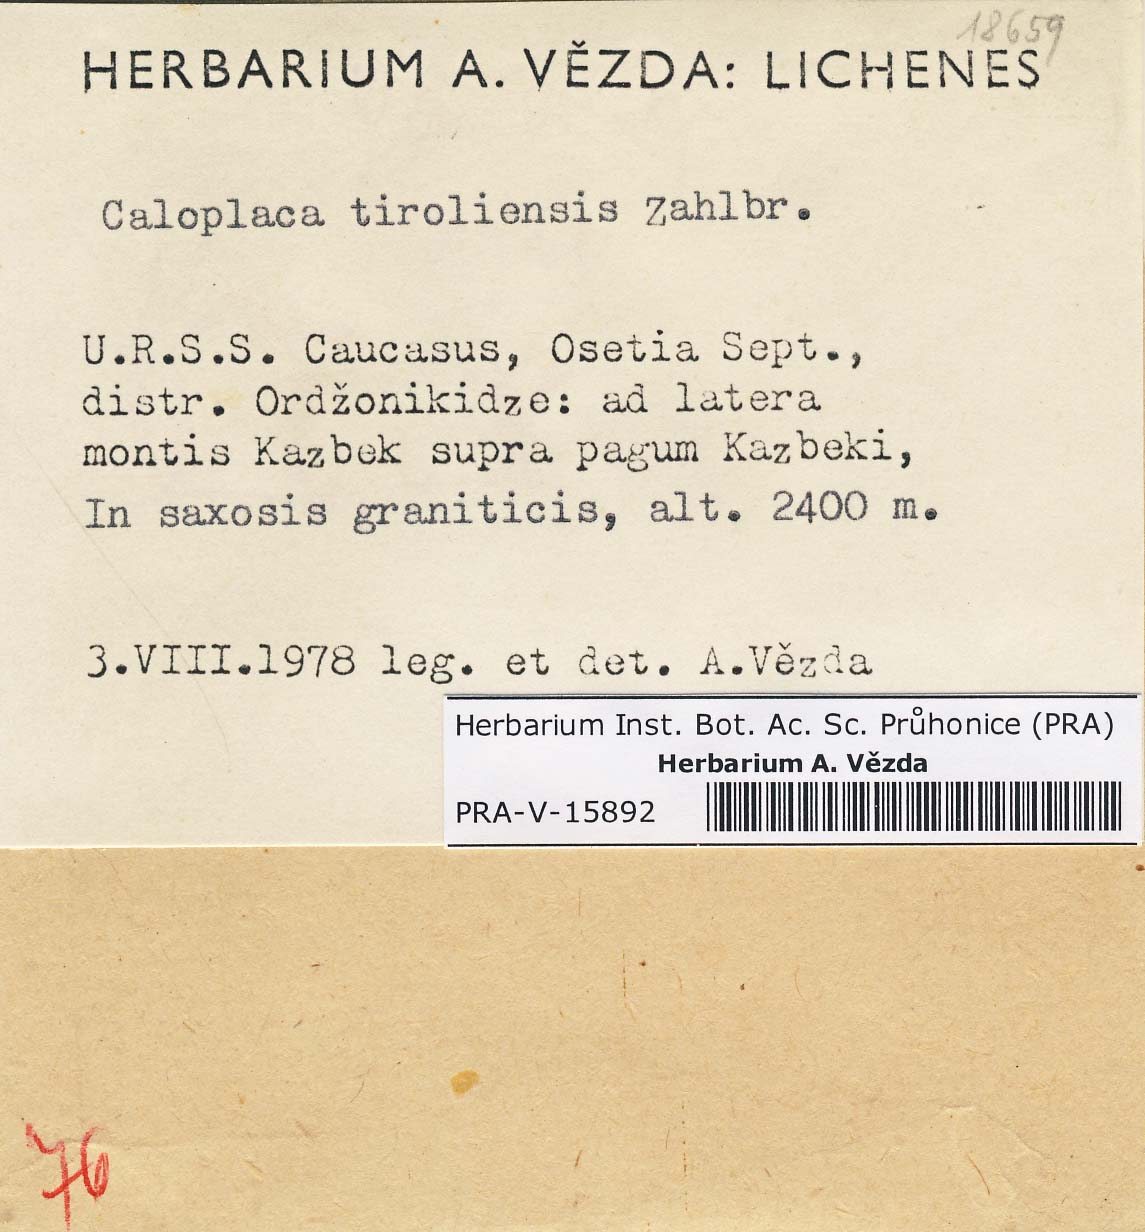 18659
HERBARIUM A. VĚZDA: LICHENES
Caloplaca tiroliensis Zahlbr.
U.R.S.S. Caucasus, Osetia Sept.,
distr. Ordžonikidze: ad latera
montis Kazbek supra pagum Kazbeki,
In saxosis graniticis, alt. 2400 m.
3.VIII.1978 leg. et det. A.Vězda
Herbarium Inst. Bot. Ac. Sc. Průhonice (PRA)
Herbarium A. Vězda
PRA-V-15892
76